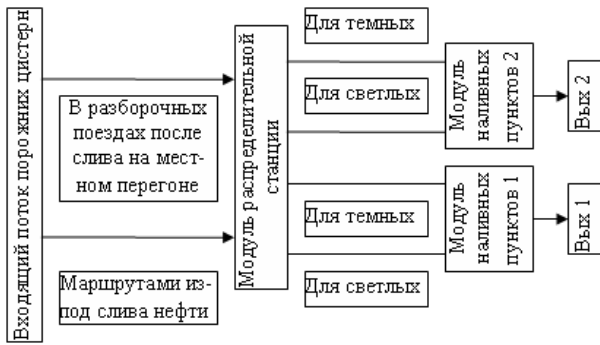 Входящий поток порожних цистерн
В разборочных
поездах после
слива на мест-
ном перегоне
Маршрутами из-
под слива нефти
Модуль распределительной
станции
Для темных
Для светлых
Для темных
Для светлых
Модуль
наливных
пунктов 2
Вых 2
Модуль
наливных
пунктов 1
Вых 1